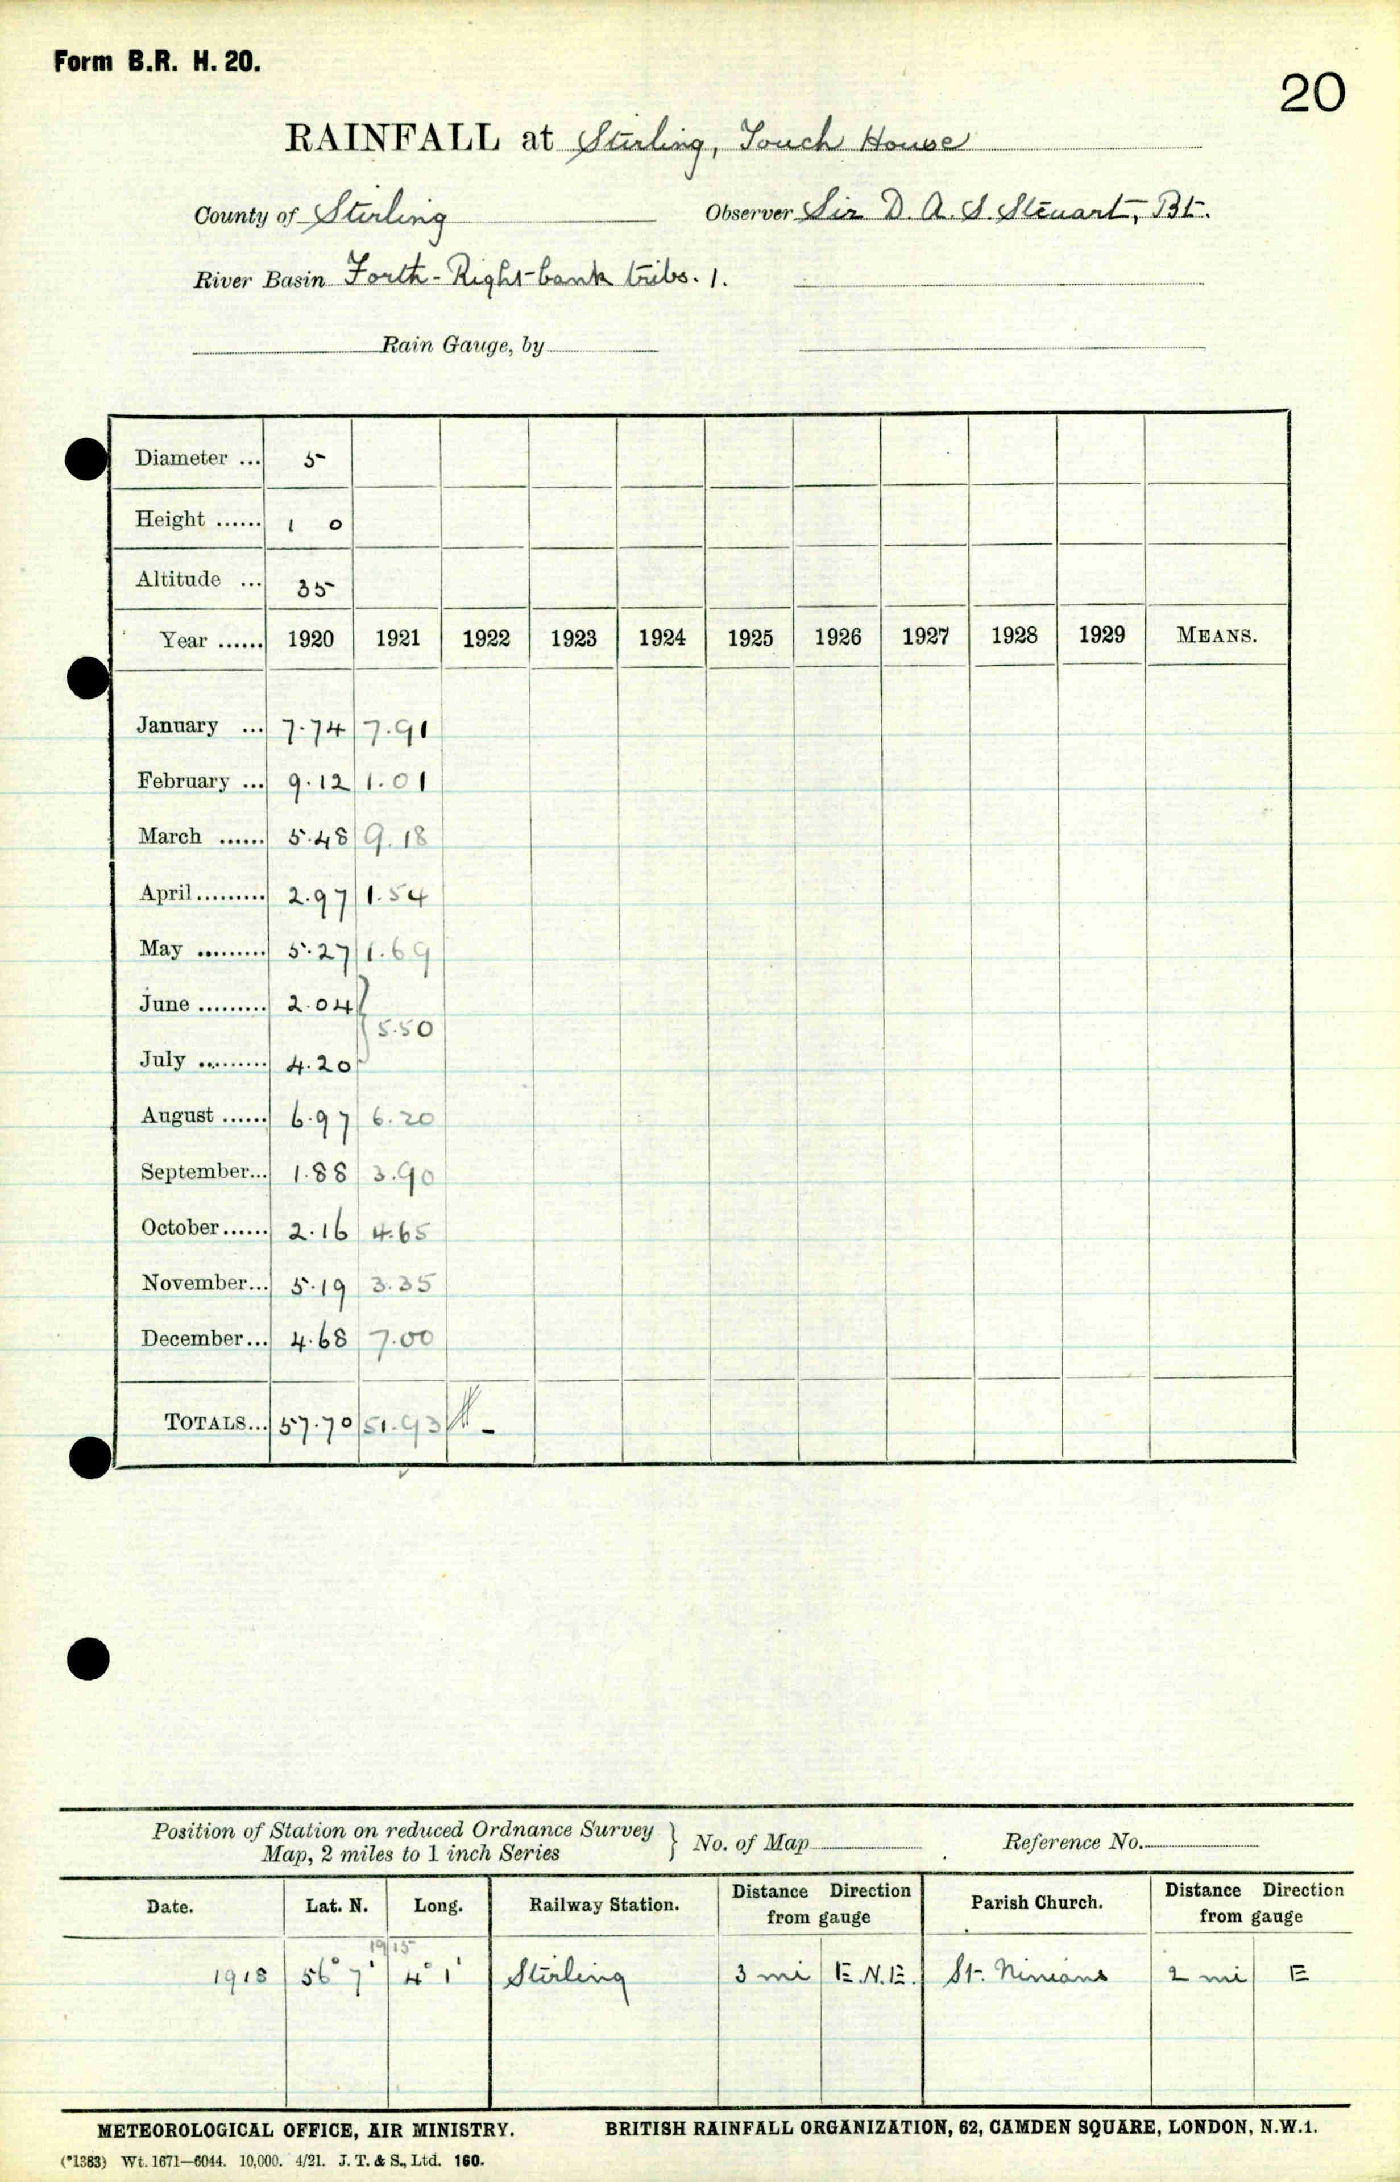 Form B.R. H. 20.
20
RAINFALL at Stirling, Touch House
County of Stirling Observer Sir D. A. S. Steuart, Bt.
River Basin Forth - Right-bank tribs. 1.
Rain Gauge, by
Diameter ... 5
Height ...... 1 0
Altitude ... 35
Year ...... 1920 1921 1922 1923 1924 1925 1926 1927 1928 1929 MEANS.
January ... 7.74 7.91
February ... 9.12 1.01
March ...... 5.48 9.18
April ......... 2.97 1.54
May ......... 5.27 1.69
June ......... 2.04 }
5.50
July ......... 4.20
August ...... 6.97 6.20
September... 1.88 3.90
October ...... 2.16 4.65
November... 5.19 3.35
December... 4.68 7.00
TOTALS... 57.70 51.93 -
Position of Station on reduced Ordnance Survey } No. of Map Reference No.
Map, 2 miles to 1 inch Series
Date. Lat. N. Long. Railway Station. Distance Direction from gauge Parish Church. Distance Direction from gauge
1915
1918 56° 7' 4° 1' Stirling 3 mi E.N.E. St. Ninians 2 mi E
METEOROLOGICAL OFFICE, AIR MINISTRY. BRITISH RAINFALL ORGANIZATION, 62, CAMDEN SQUARE, LONDON, N.W.1.
(*1383) Wt. 1671—6044. 10,000. 4/21. J. T. & S., Ltd. 160.